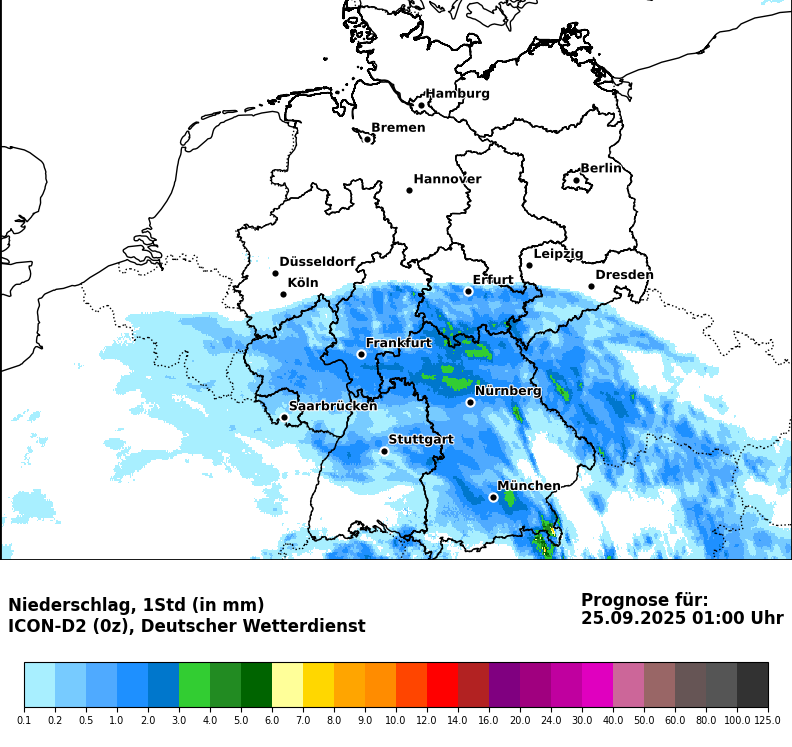 Hamburg
Bremen
Berlin
Hannover
Leipzig
Düsseldorf
Dresden
Köln
Erfurt
Frankfurt
Nürnberg
Saarbrücken
Stuttgart
München
Niederschlag, 1Std (in mm)
ICON-D2 (0z), Deutscher Wetterdienst
Prognose für:
25.09.2025 01:00 Uhr
0.1 0.2 0.5 1.0 2.0 3.0 4.0 5.0 6.0 7.0 8.0 9.0 10.0 12.0 14.0 16.0 20.0 24.0 30.0 40.0 50.0 60.0 80.0 100.0 125.0